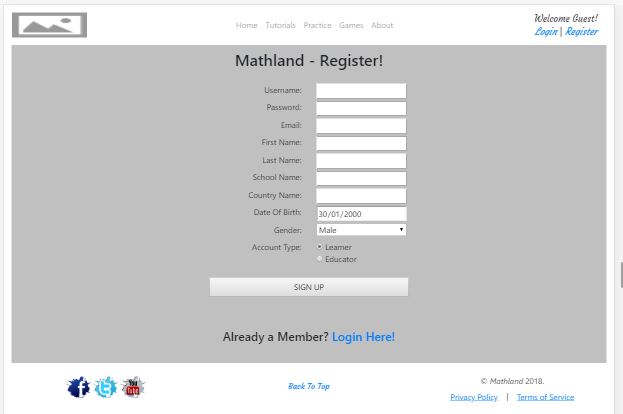 Home Tutorials Practice Games About
Welcome Guest!
Login | Register
Mathland - Register!
Username:
Password:
Email:
First Name:
Last Name:
School Name:
Country Name:
Date Of Birth: 30/01/2000
Gender: Male
Account Type: Learner
Educator
SIGN UP
Already a Member? Login Here!
You Tube
Back To Top
© Mathland 2018.
Privacy Policy | Terms of Service